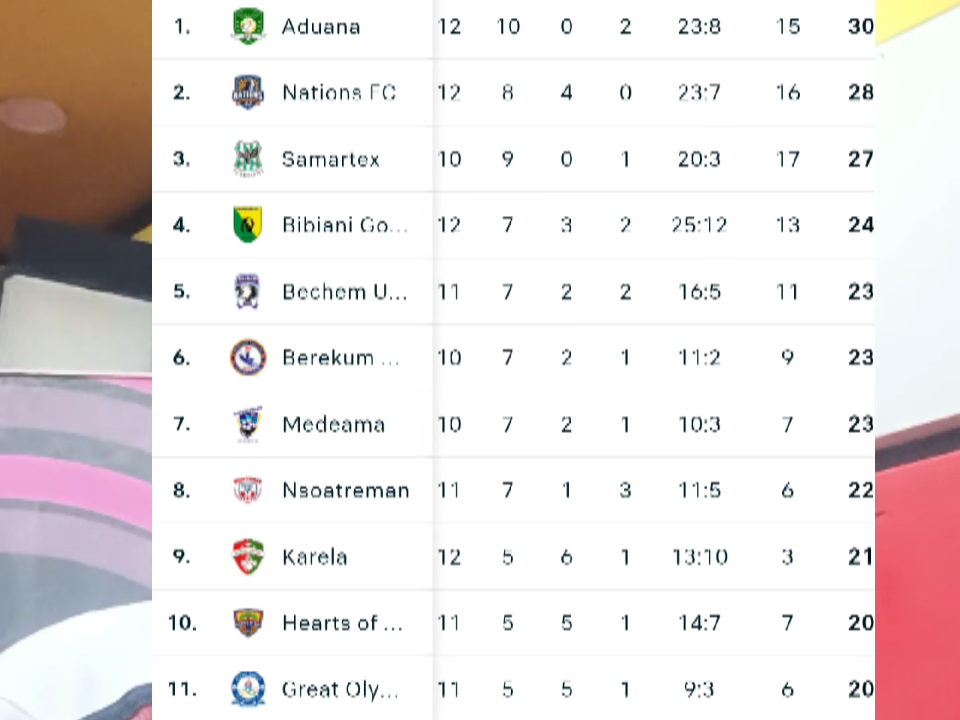 1. Aduana 12 10 0 2 23:8 15 30
2. Nations FC 12 8 4 0 23:7 16 28
3. Samartex 10 9 0 1 20:3 17 27
4. Bibiani Go... 12 7 3 2 25:12 13 24
5. Bechem U... 11 7 2 2 16:5 11 23
6. Berekum ... 10 7 2 1 11:2 9 23
7. Medeama 10 7 2 1 10:3 7 23
8. Nsoatreman 11 7 1 3 11:5 6 22
9. Karela 12 5 6 1 13:10 3 21
10. Hearts of ... 11 5 5 1 14:7 7 20
11. Great Oly... 11 5 5 1 9:3 6 20